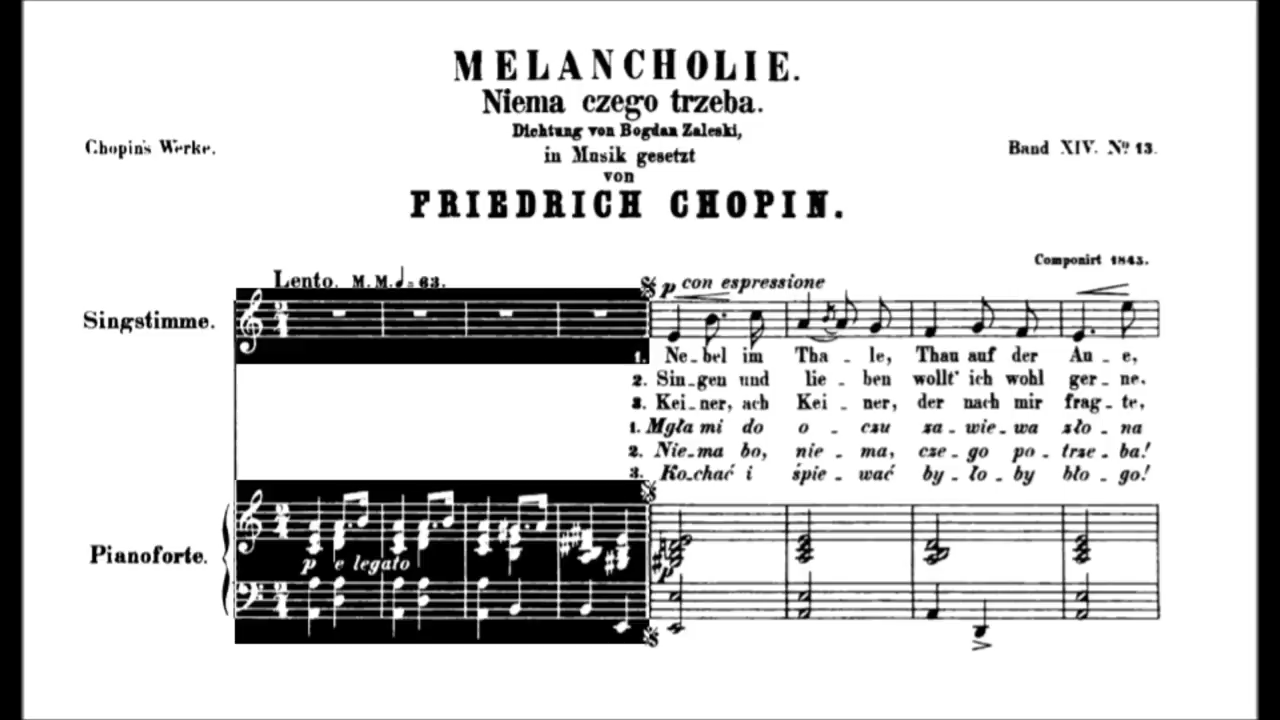 MELANCHOLIE.
Niema czego trzeba.
Dichtung von Bogdan Zaleski,
Chopin's Werke.
in Musik gesetzt
Band XIV. Nº 13.
von
FRIEDRICH CHOPIN.
Componirt 1845.
Lento. M.M. ♩= 63.
p con espressione
Singstimme.
1. Ne-bel im Tha-le, Thau auf der Au-e,
2. Sin-gen und lie-ben wollt' ich wohl ger-ne.
3. Kei-ner, ach Kei-ner, der nach mir frag-te,
1. Mgła mi do o-czu za-wie-wa zło-na
2. Nie-ma bo, nie-ma, cze-go po-trze-ba!
3. Ko-chać i śpie-wać by-ło-by bło-go!
Pianoforte.
p e legato
p